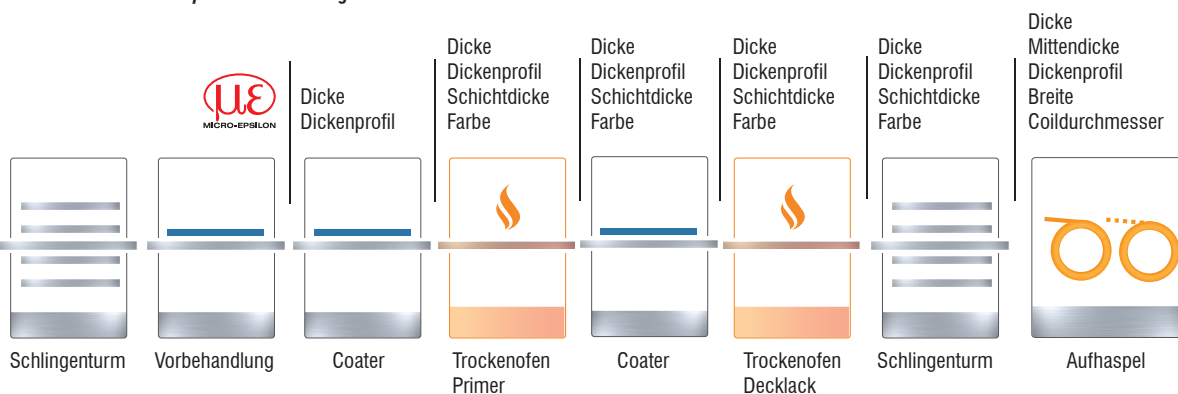 με
MICRO-EPSILON
Dicke
Dickenprofil
Dicke
Dickenprofil
Schichtdicke
Farbe
Dicke
Dickenprofil
Schichtdicke
Farbe
Dicke
Dickenprofil
Schichtdicke
Farbe
Dicke
Dickenprofil
Schichtdicke
Farbe
Dicke
Mittendicke
Dickenprofil
Breite
Coildurchmesser
Schlingenturm
Vorbehandlung
Coater
Trockenofen
Primer
Coater
Trockenofen
Decklack
Schlingenturm
Aufhaspel